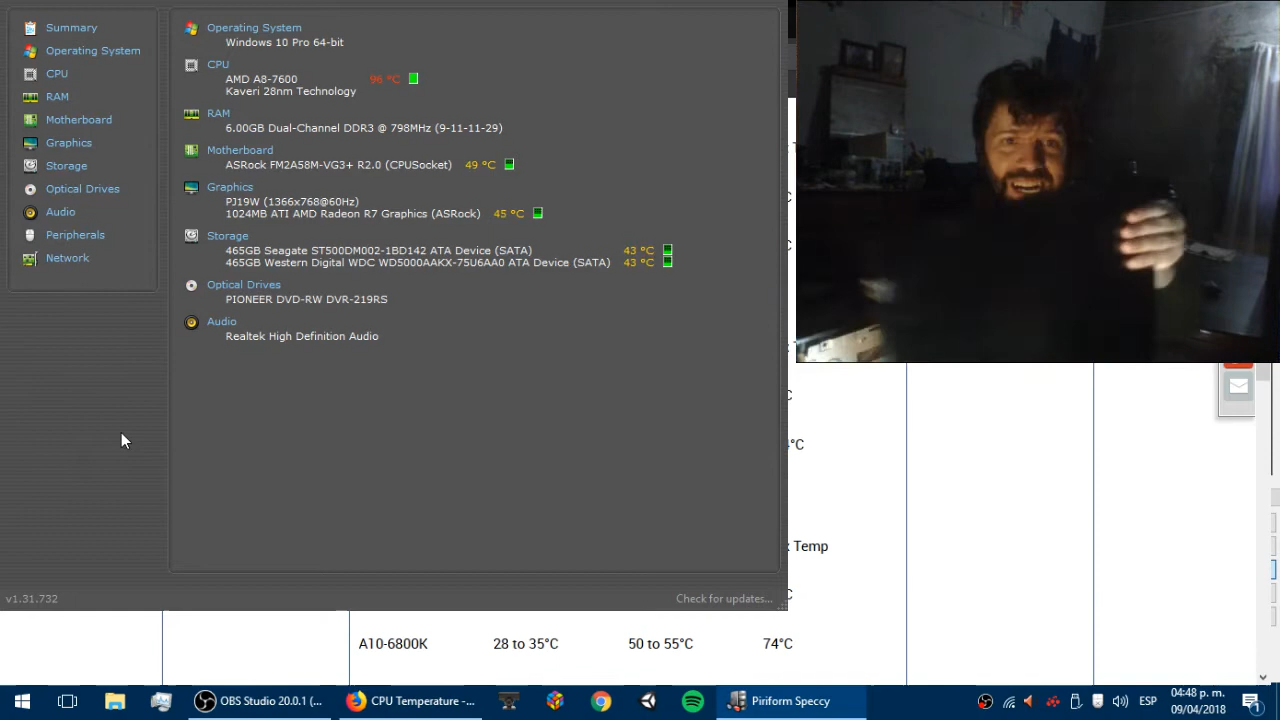 Summary
Operating System
CPU
RAM
Motherboard
Graphics
Storage
Optical Drives
Audio
Peripherals
Network
Operating System
Windows 10 Pro 64-bit
CPU
AMD A8-7600 96 °C
Kaveri 28nm Technology
RAM
6.00GB Dual-Channel DDR3 @ 798MHz (9-11-11-29)
Motherboard
ASRock FM2A58M-VG3+ R2.0 (CPUSocket) 49 °C
Graphics
PJ19W (1366x768@60Hz)
1024MB ATI AMD Radeon R7 Graphics (ASRock) 45 °C
Storage
465GB Seagate ST500DM002-1BD142 ATA Device (SATA) 43 °C
465GB Western Digital WDC WD5000AAKX-75U6AA0 ATA Device (SATA) 43 °C
Optical Drives
PIONEER DVD-RW DVR-219RS
Audio
Realtek High Definition Audio
v1.31.732
Check for updates...
°C
Temp
A10-6800K 28 to 35°C 50 to 55°C 74°C
OBS Studio 20.0.1 (...
CPU Temperature -...
Piriform Speccy
ESP
04:48 p. m.
09/04/2018